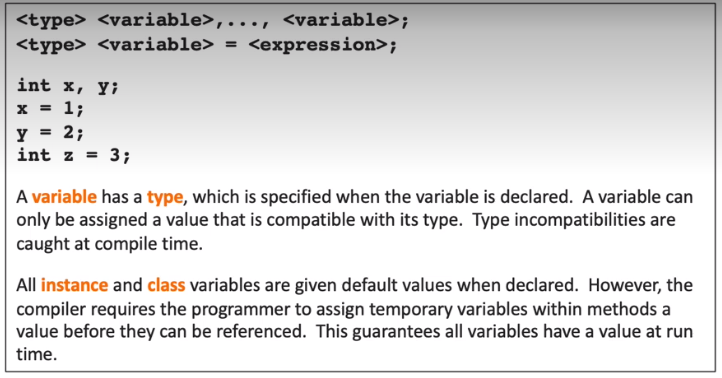 <type> <variable>,..., <variable>;
<type> <variable> = <expression>;
int x, y;
x = 1;
y = 2;
int z = 3;
A variable has a type, which is specified when the variable is declared.  A variable can
only be assigned a value that is compatible with its type.  Type incompatibilities are
caught at compile time.
All instance and class variables are given default values when declared.  However, the
compiler requires the programmer to assign temporary variables within methods a
value before they can be referenced.  This guarantees all variables have a value at run
time.